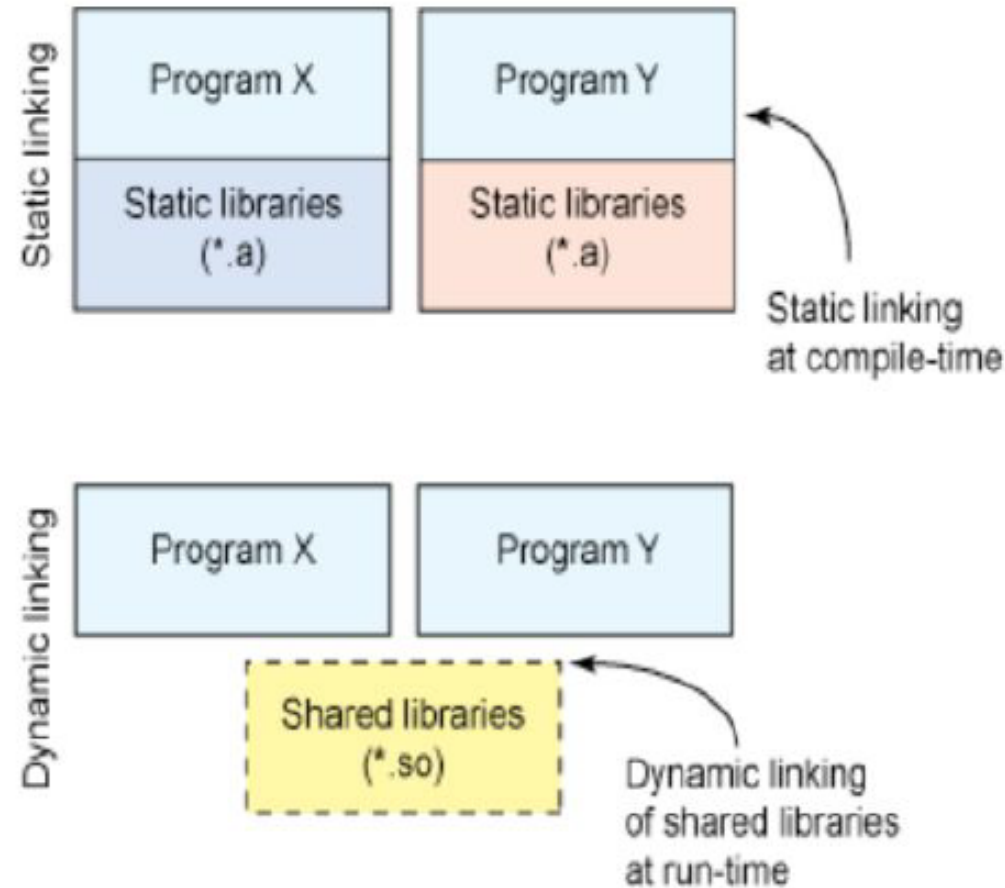 Static linking
Program X
Program Y
Static libraries
(*.a)
Static libraries
(*.a)
Static linking
at compile-time
Dynamic linking
Program X
Program Y
Shared libraries
(*.so)
Dynamic linking
of shared libraries
at run-time